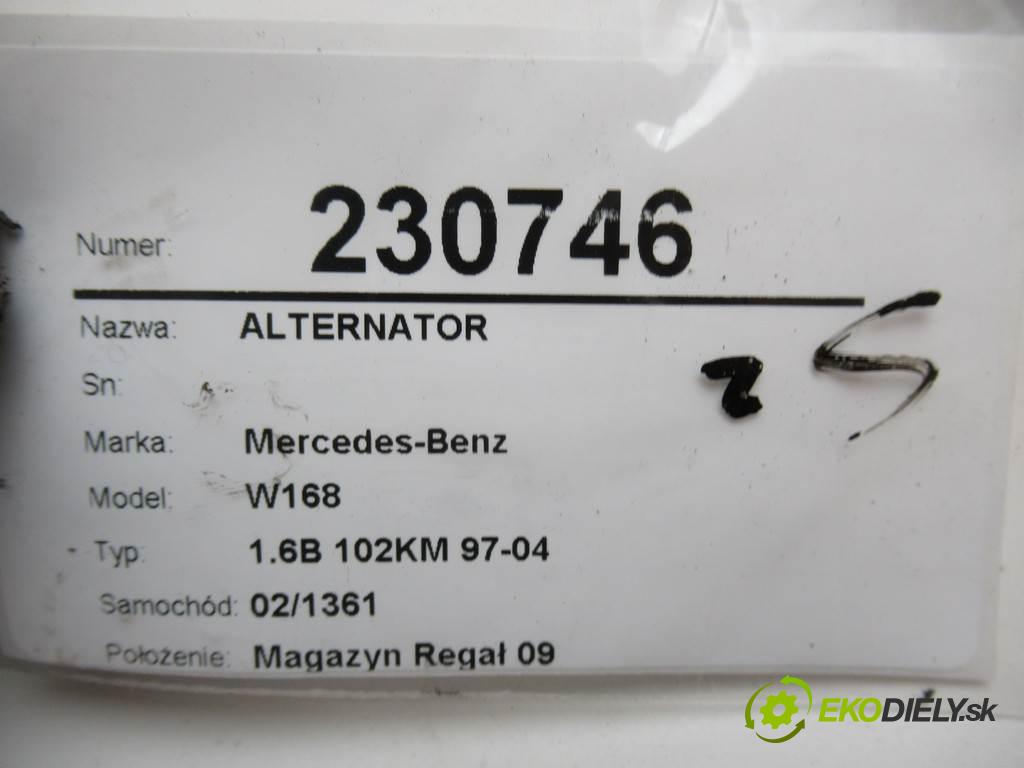 Numer: 230746
Nazwa: ALTERNATOR
Sn:
Marka: Mercedes-Benz
Model: W168
Typ: 1.6B 102KM 97-04
Samochód: 02/1361
Położenie: Magazyn Regał 09
2 S
EKODIELY.sk